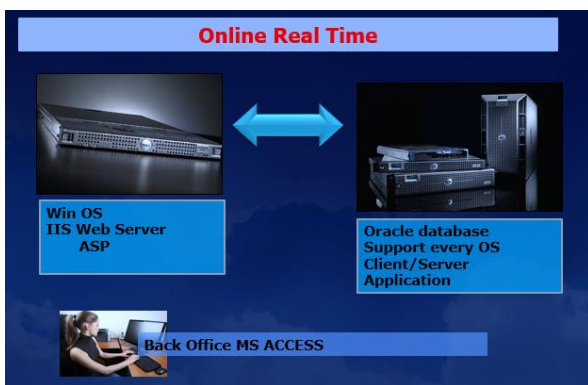 Online Real Time
Win OS
IIS Web Server
ASP
Oracle database
Support every OS
Client/Server
Application
Back Office MS ACCESS